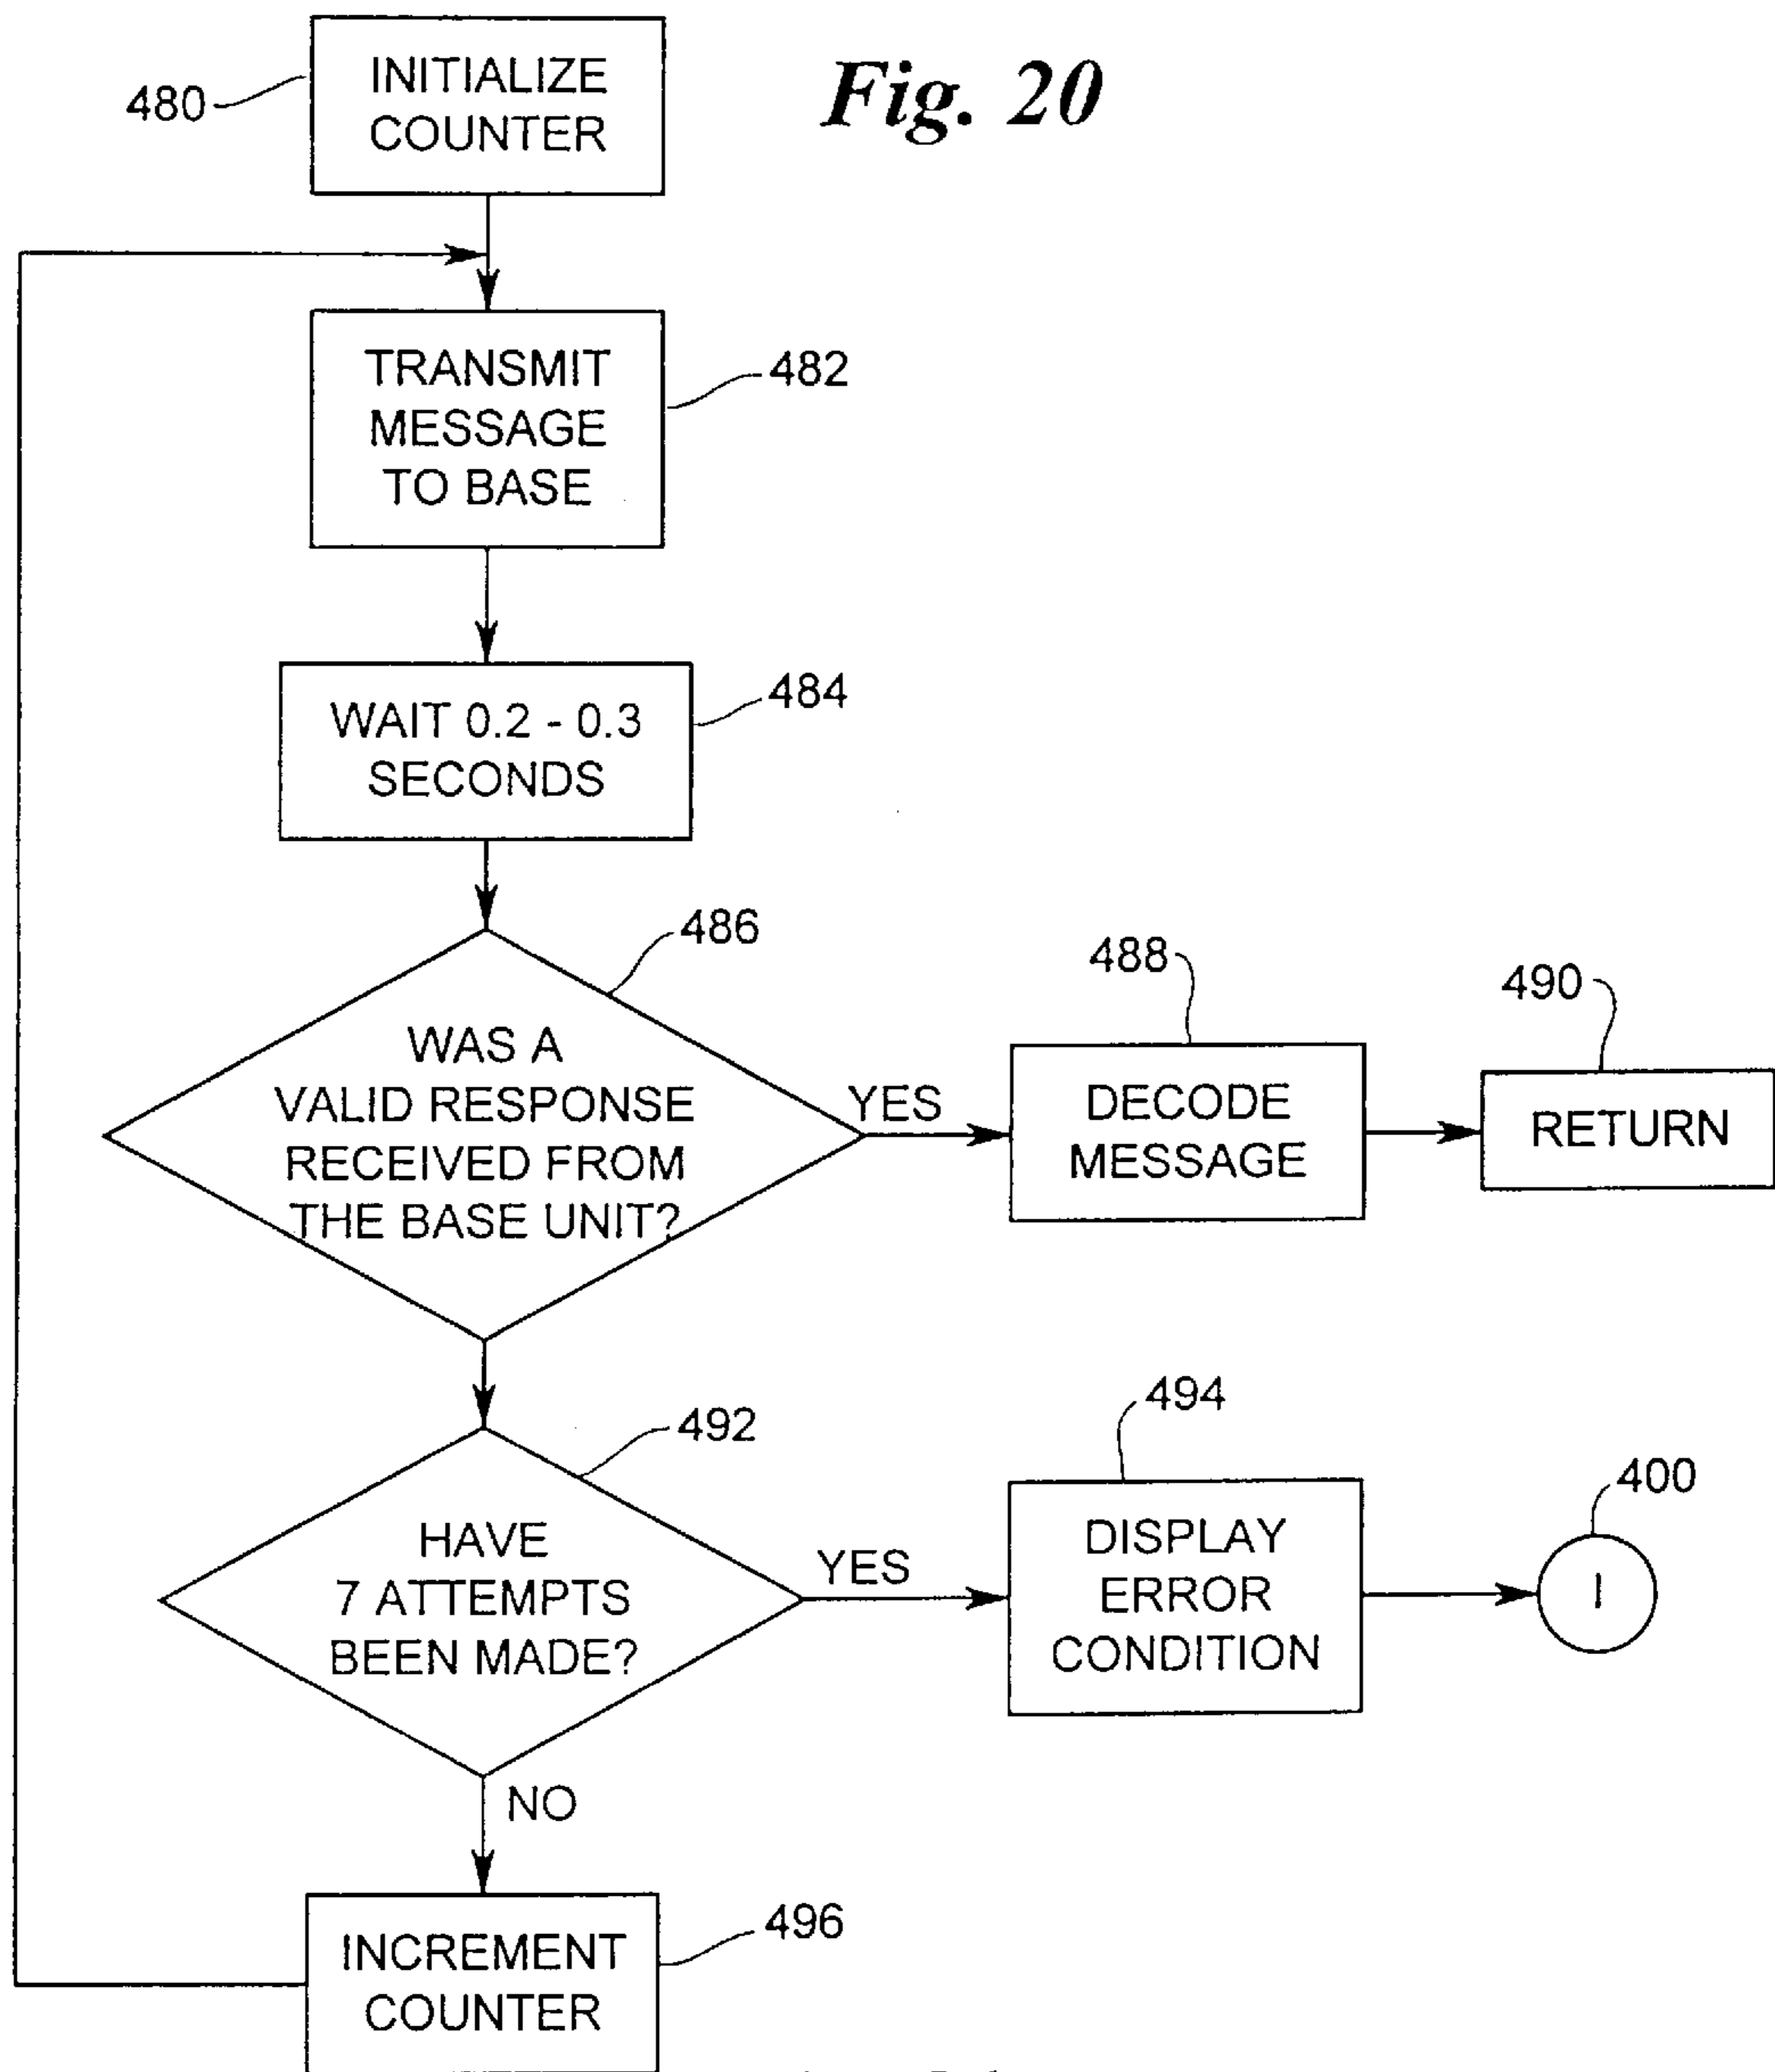 Fig. 20
480
INITIALIZE
COUNTER
TRANSMIT
MESSAGE
TO BASE
482
WAIT 0.2 - 0.3
SECONDS
484
486
WAS A
VALID RESPONSE
RECEIVED FROM
THE BASE UNIT?
YES
488
DECODE
MESSAGE
490
RETURN
492
HAVE
7 ATTEMPTS
BEEN MADE?
YES
494
DISPLAY
ERROR
CONDITION
400
I
NO
INCREMENT
COUNTER
496